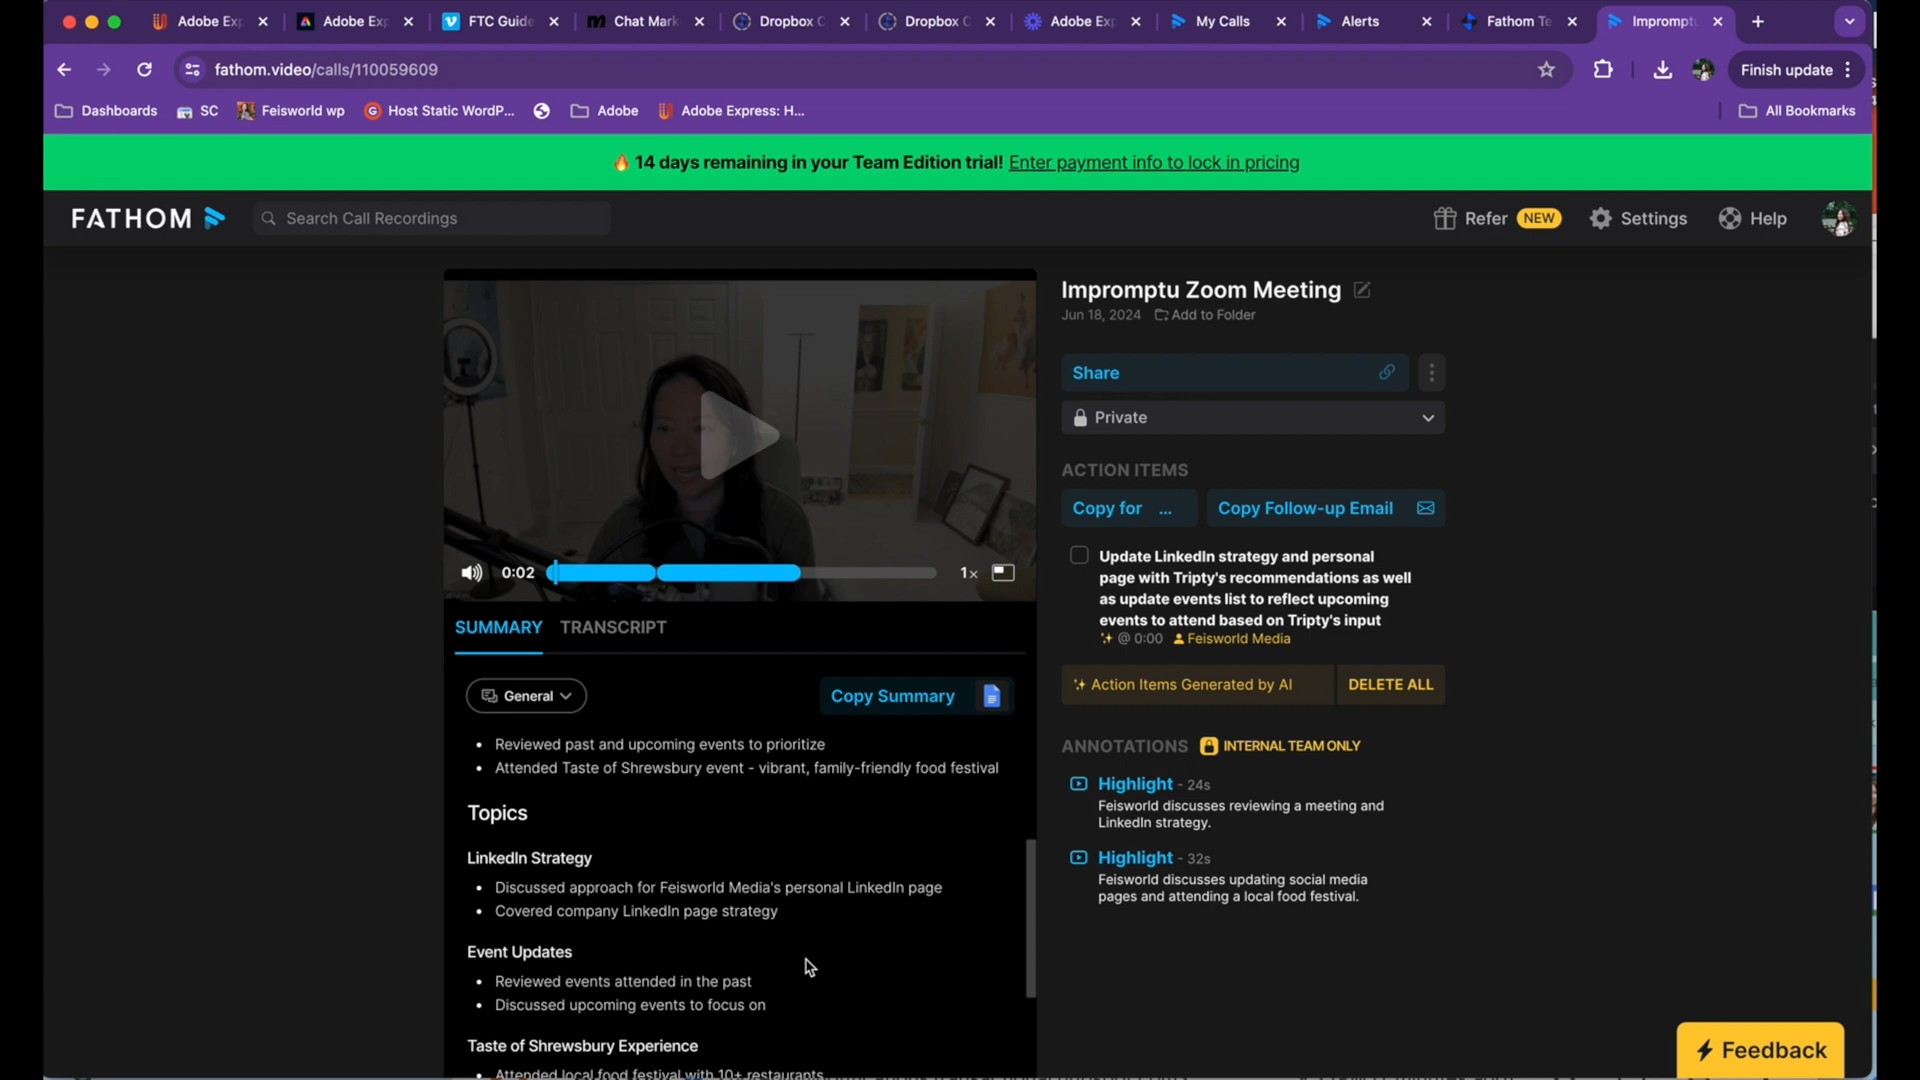 Adobe Exp
Adobe Exp
FTC Guide
Chat Mark
Dropbox C
Dropbox C
Adobe Exp
My Calls
Alerts
Fathom Te
Impromptu
fathom.video/calls/110059609
Finish update
Dashboards
SC
Feisworld wp
Host Static WordP...
Adobe
Adobe Express: H...
All Bookmarks
🔥 14 days remaining in your Team Edition trial! Enter payment info to lock in pricing
FATHOM
Search Call Recordings
Refer NEW
Settings
Help
0:02
1×
SUMMARY
TRANSCRIPT
General
Copy Summary
• Reviewed past and upcoming events to prioritize
• Attended Taste of Shrewsbury event - vibrant, family-friendly food festival
Topics
LinkedIn Strategy
• Discussed approach for Feisworld Media's personal LinkedIn page
• Covered company LinkedIn page strategy
Event Updates
• Reviewed events attended in the past
• Discussed upcoming events to focus on
Taste of Shrewsbury Experience
• Attended local food festival with 10+ restaurants
Impromptu Zoom Meeting
Jun 18, 2024 Add to Folder
Share
Private
ACTION ITEMS
Copy for ...
Copy Follow-up Email
Update LinkedIn strategy and personal
page with Tripty's recommendations as well
as update events list to reflect upcoming
events to attend based on Tripty's input
@ 0:00 Feisworld Media
Action Items Generated by AI
DELETE ALL
ANNOTATIONS INTERNAL TEAM ONLY
Highlight - 24s
Feisworld discusses reviewing a meeting and
LinkedIn strategy.
Highlight - 32s
Feisworld discusses updating social media
pages and attending a local food festival.
Feedback